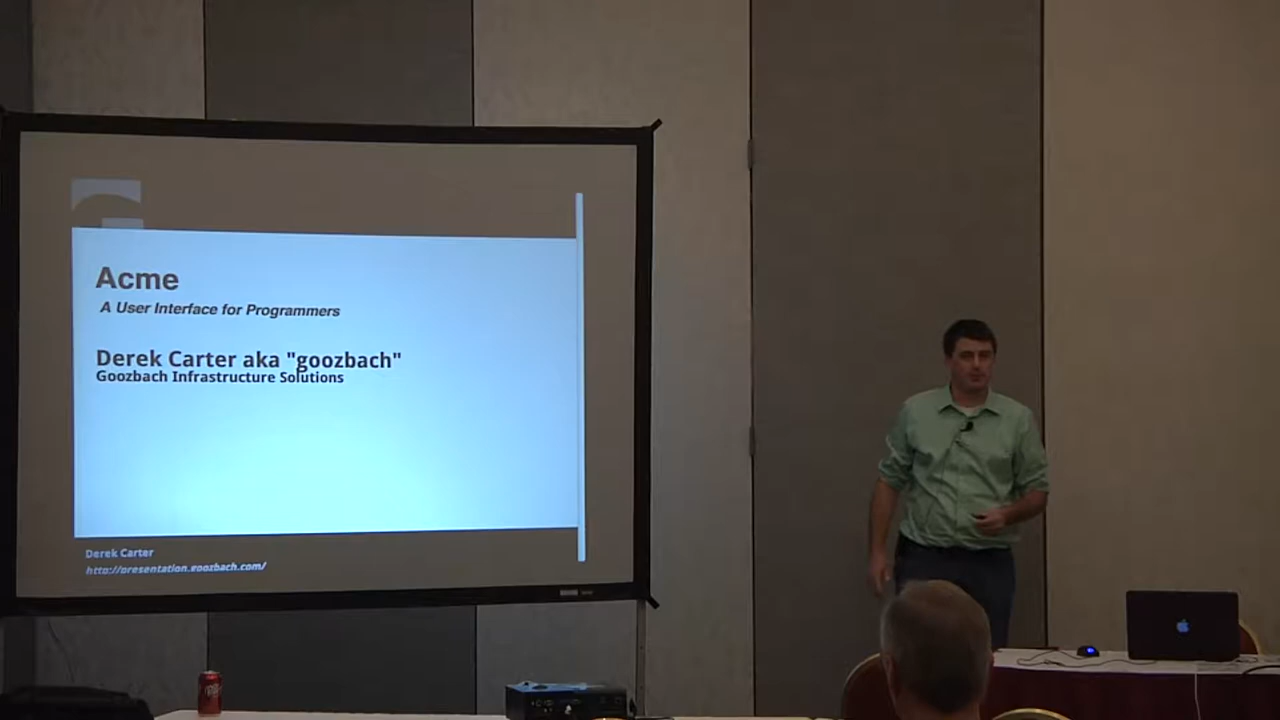 Acme
A User Interface for Programmers
Derek Carter aka "goozbach"
Goozbach Infrastructure Solutions
Derek Carter
http://presentation.goozbach.com/